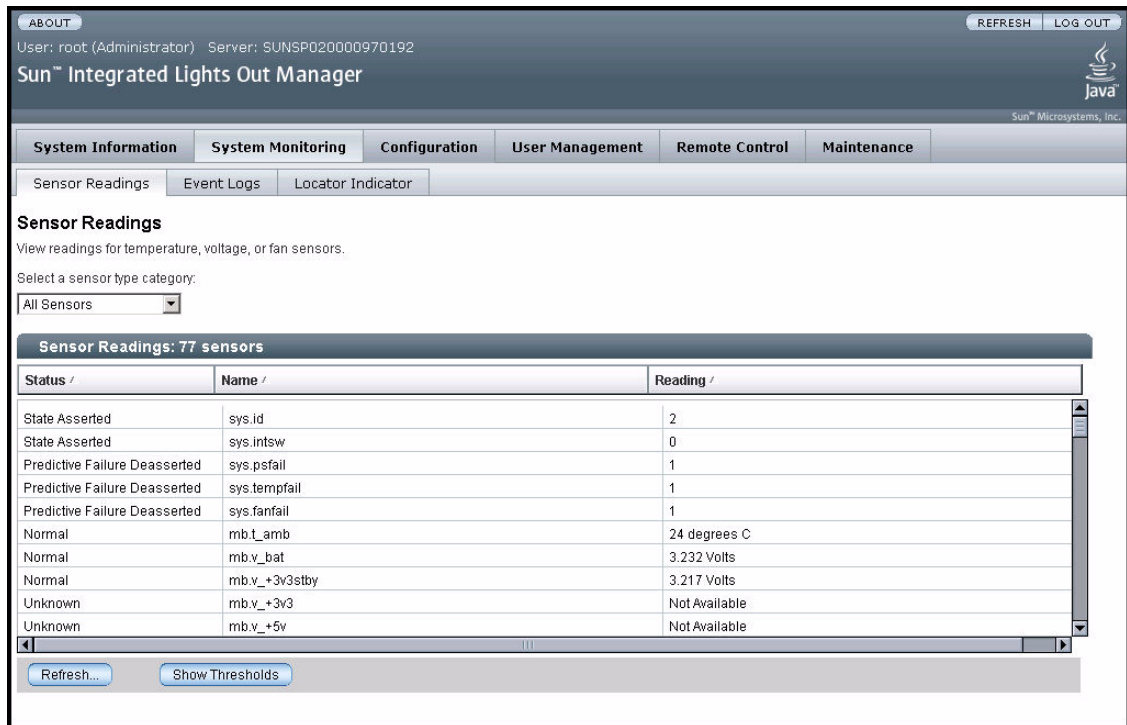 ABOUT REFRESH LOG OUT
User: root (Administrator) Server: SUNSP020000970192
Sun™ Integrated Lights Out Manager
Java™
Sun™ Microsystems, Inc.
System Information System Monitoring Configuration User Management Remote Control Maintenance
Sensor Readings Event Logs Locator Indicator
Sensor Readings
View readings for temperature, voltage, or fan sensors.
Select a sensor type category:
All Sensors
Sensor Readings: 77 sensors
Status Name Reading
State Asserted sys.id 2
State Asserted sys.intsw 0
Predictive Failure Deasserted sys.psfail 1
Predictive Failure Deasserted sys.tempfail 1
Predictive Failure Deasserted sys.fanfail 1
Normal mb.t_amb 24 degrees C
Normal mb.v_bat 3.232 Volts
Normal mb.v_+3v3stby 3.217 Volts
Unknown mb.v_+3v3 Not Available
Unknown mb.v_+5v Not Available
Refresh... Show Thresholds